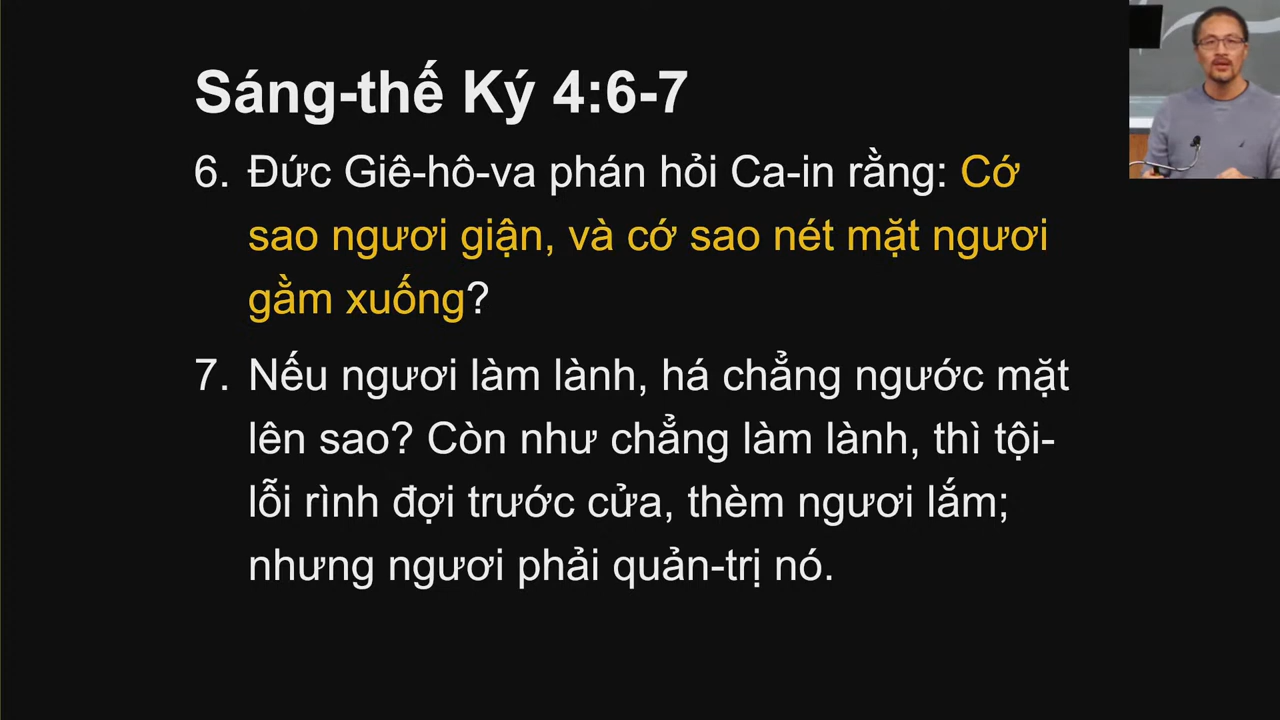 Sáng-thế Ký 4:6-7
6. Đức Giê-hô-va phán hỏi Ca-in rằng: Cớ
sao ngươi giận, và cớ sao nét mặt ngươi
gằm xuống?
7. Nếu ngươi làm lành, há chẳng ngước mặt
lên sao? Còn như chẳng làm lành, thì tội-
lỗi rình đợi trước cửa, thèm ngươi lắm;
nhưng ngươi phải quản-trị nó.